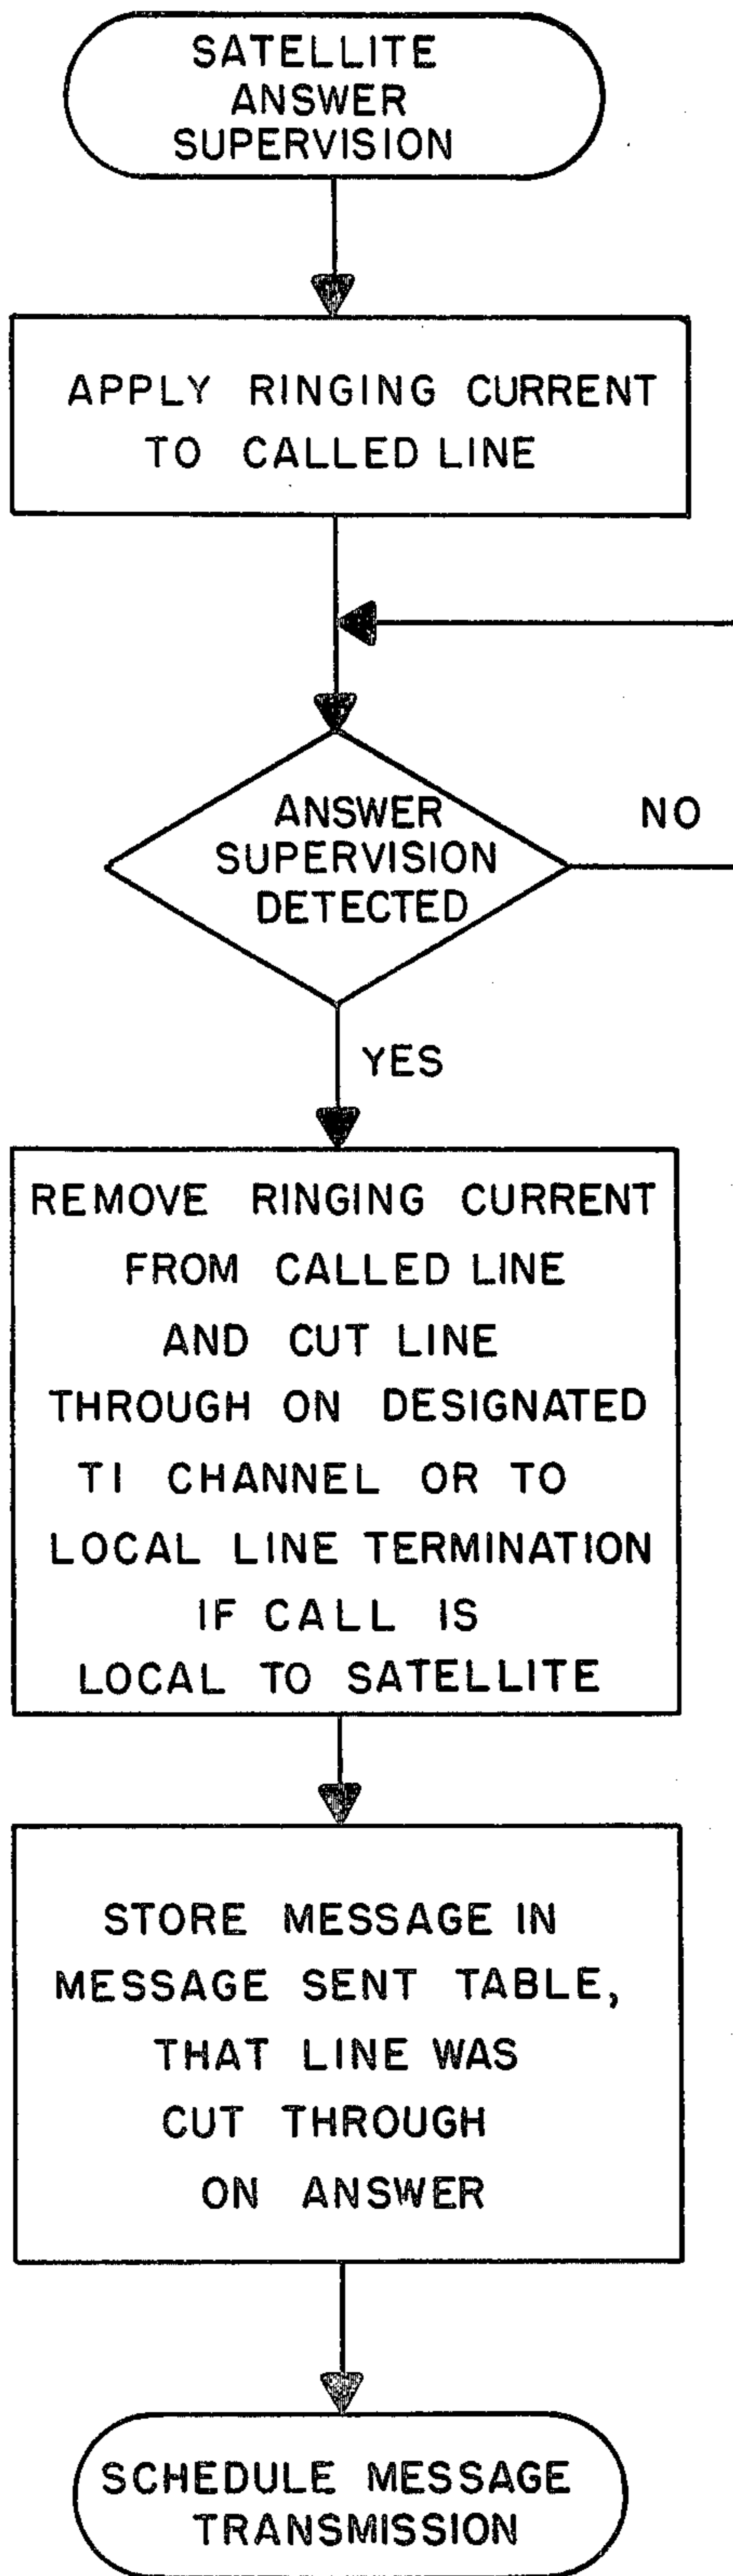 SATELLITE
ANSWER
SUPERVISION
APPLY RINGING CURRENT
TO CALLED LINE
ANSWER
SUPERVISION
DETECTED
NO
YES
REMOVE RINGING CURRENT
FROM CALLED LINE
AND CUT LINE
THROUGH ON DESIGNATED
T1 CHANNEL OR TO
LOCAL LINE TERMINATION
IF CALL IS
LOCAL TO SATELLITE
STORE MESSAGE IN
MESSAGE SENT TABLE,
THAT LINE WAS
CUT THROUGH
ON ANSWER
SCHEDULE MESSAGE
TRANSMISSION